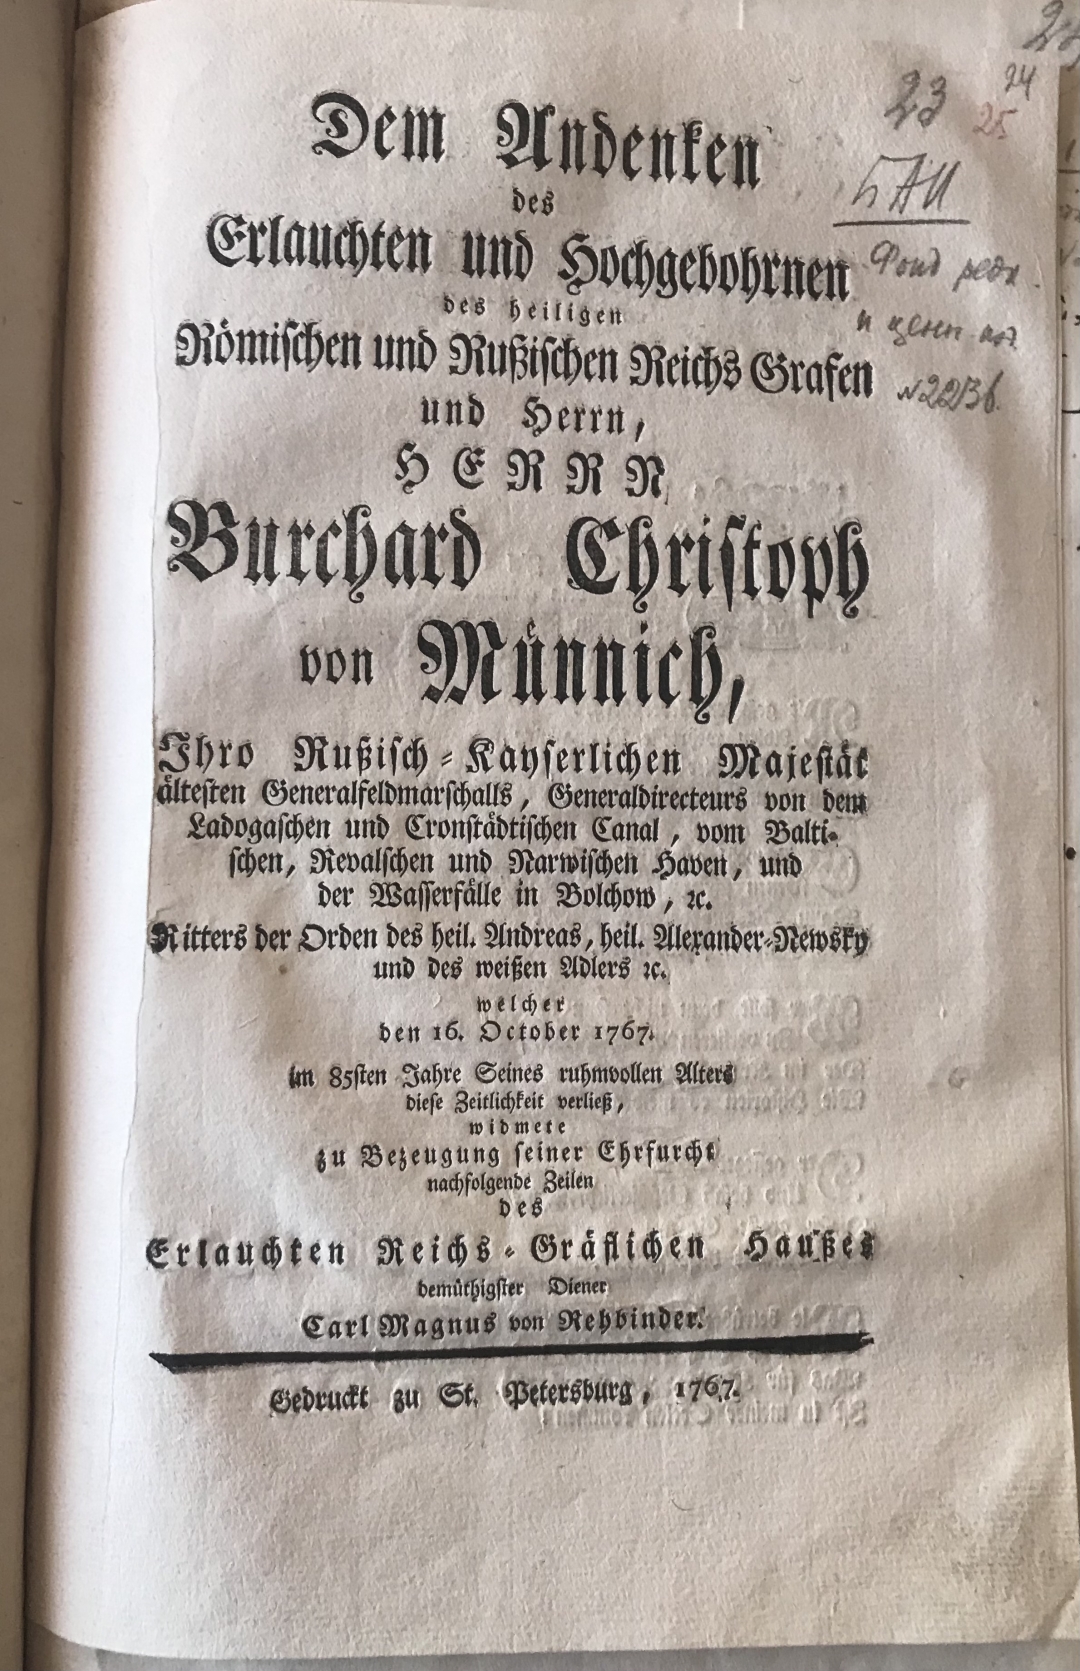 23
24
25
БАН
Фонд редк.
и ценн.
Dem Andenken
des
Erlauchten und Hochgebohrnen
des heiligen
Römischen und Rußischen Reichs Grafen
und Herrn,
HERRN
Burchard Christoph
von Münnich,
Ihro Rußisch-Kayserlichen Majestät
ältesten Generalfeldmarschalls, Generaldirecteurs von dem
Ladogaschen und Cronstädtischen Canal, vom Balti-
schen, Revalschen und Narwischen Haven, und
der Wasserfälle in Bolchow, ꝛc.
Ritters der Orden des heil. Andreas, heil. Alexander-Newsky
und des weißen Adlers ꝛc.
welcher
den 16. October 1767.
im 85sten Jahre Seines ruhmvollen Alters
diese Zeitlichkeit verließ,
widmete
zu Bezeugung seiner Ehrfurcht
nachfolgende Zeilen
des
Erlauchten Reichs-Gräflichen Haußes
demüthigster Diener
Carl Magnus von Rehbinder.
Gedruckt zu St. Petersburg, 1767.